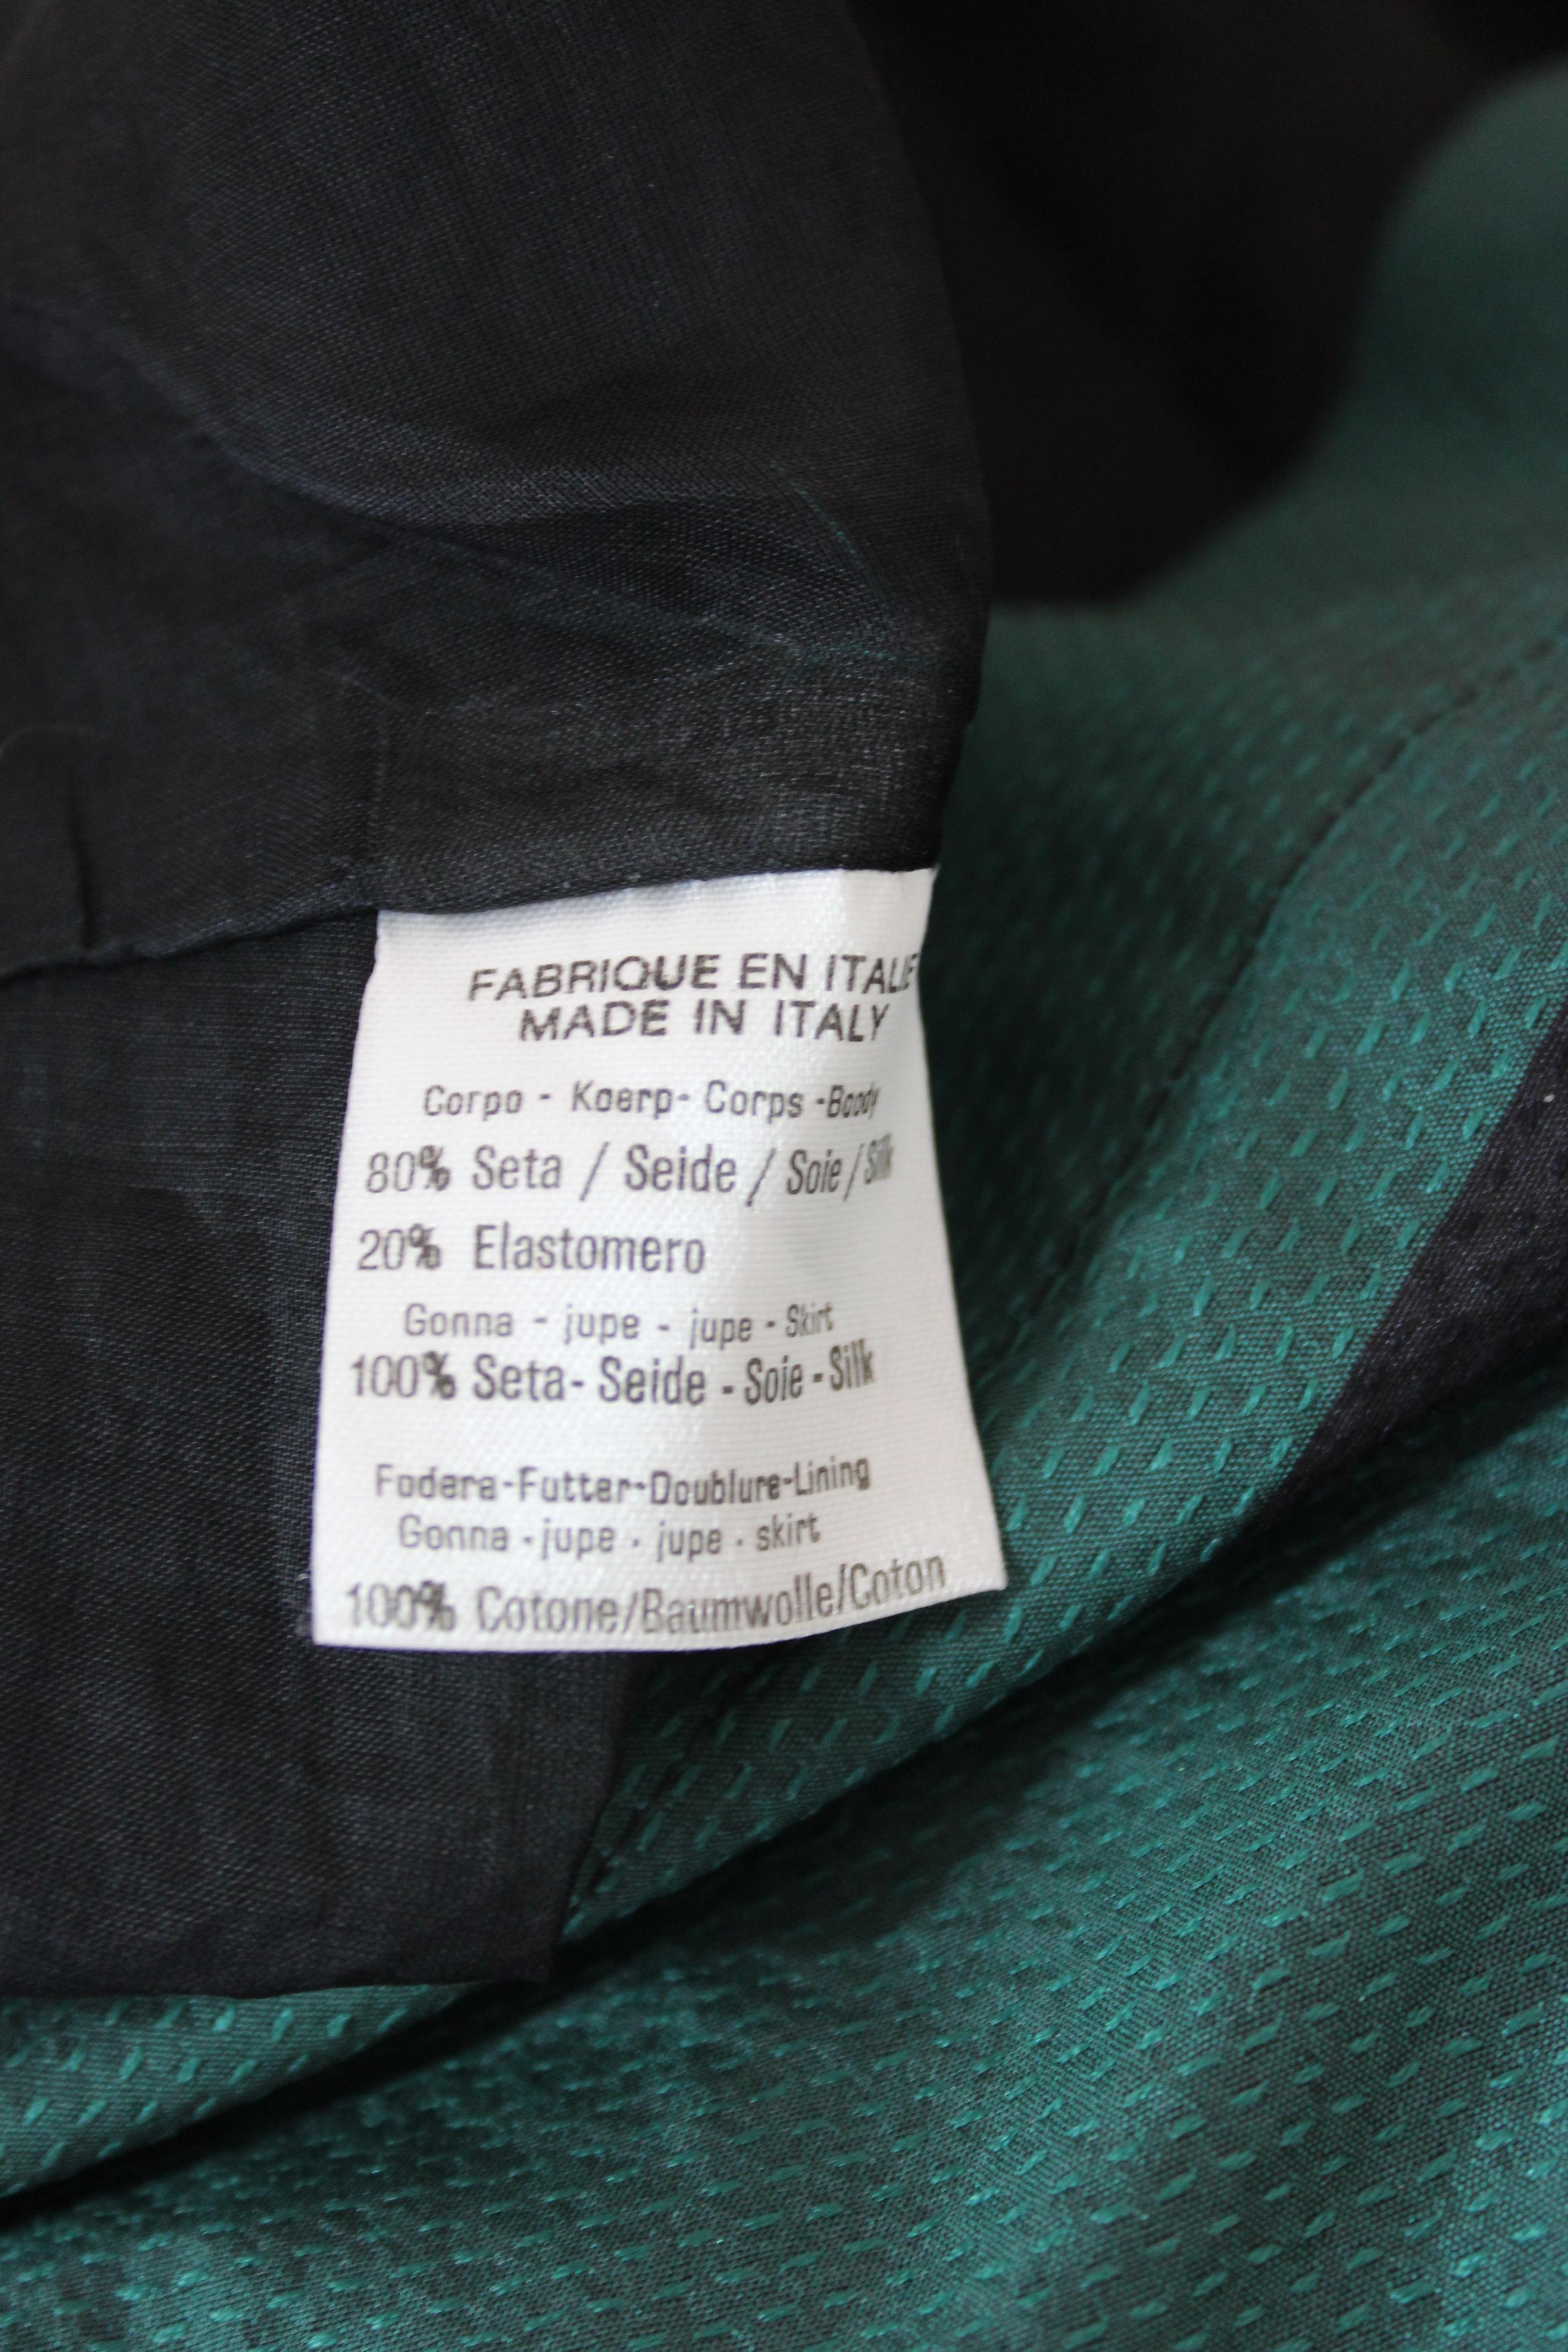 FABRIQUE EN ITALIE
MADE IN ITALY
Corpo - Koerp- Corps -Boody
80% Seta / Seide / Soie / Silk
20% Elastomero
Gonna - jupe - jupe - Skirt
100% Seta- Seide - Soie - Silk
Fodera-Futter-Doublure-Lining
Gonna - jupe . jupe . skirt
100% Cotone/Baumwolle/Coton